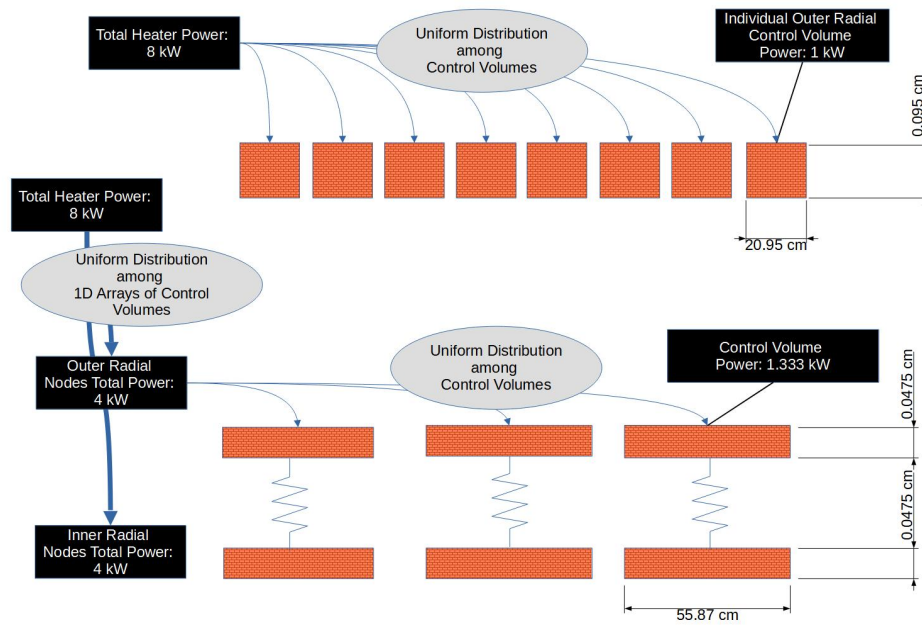 Total Heater Power:
8 kW
Uniform Distribution
among
Control Volumes
Individual Outer Radial
Control Volume
Power: 1 kW
0.095 cm
20.95 cm
Total Heater Power:
8 kW
Uniform Distribution
among
1D Arrays of Control
Volumes
Outer Radial
Nodes Total Power:
4 kW
Uniform Distribution
among
Control Volumes
Control Volume
Power: 1.333 kW
0.0475 cm
0.0475 cm
Inner Radial
Nodes Total Power:
4 kW
55.87 cm